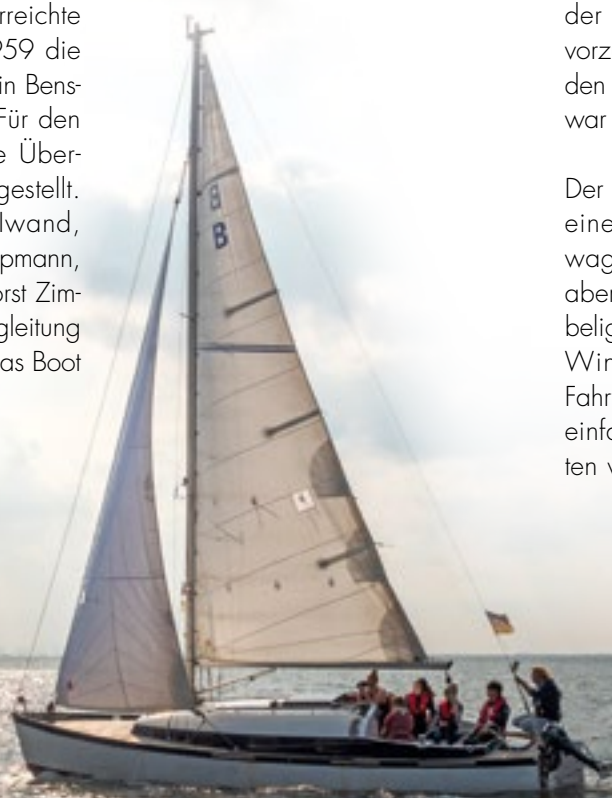 rreichte
959 die
in Bens-
Für den
e Über-
gestellt.
lwand,
pmann,
orst Zim-
gleitung
as Boot
B
der
vorz
den
war
Der
eine
wag
aber
belig
Win
Fahr
einfa
ten v